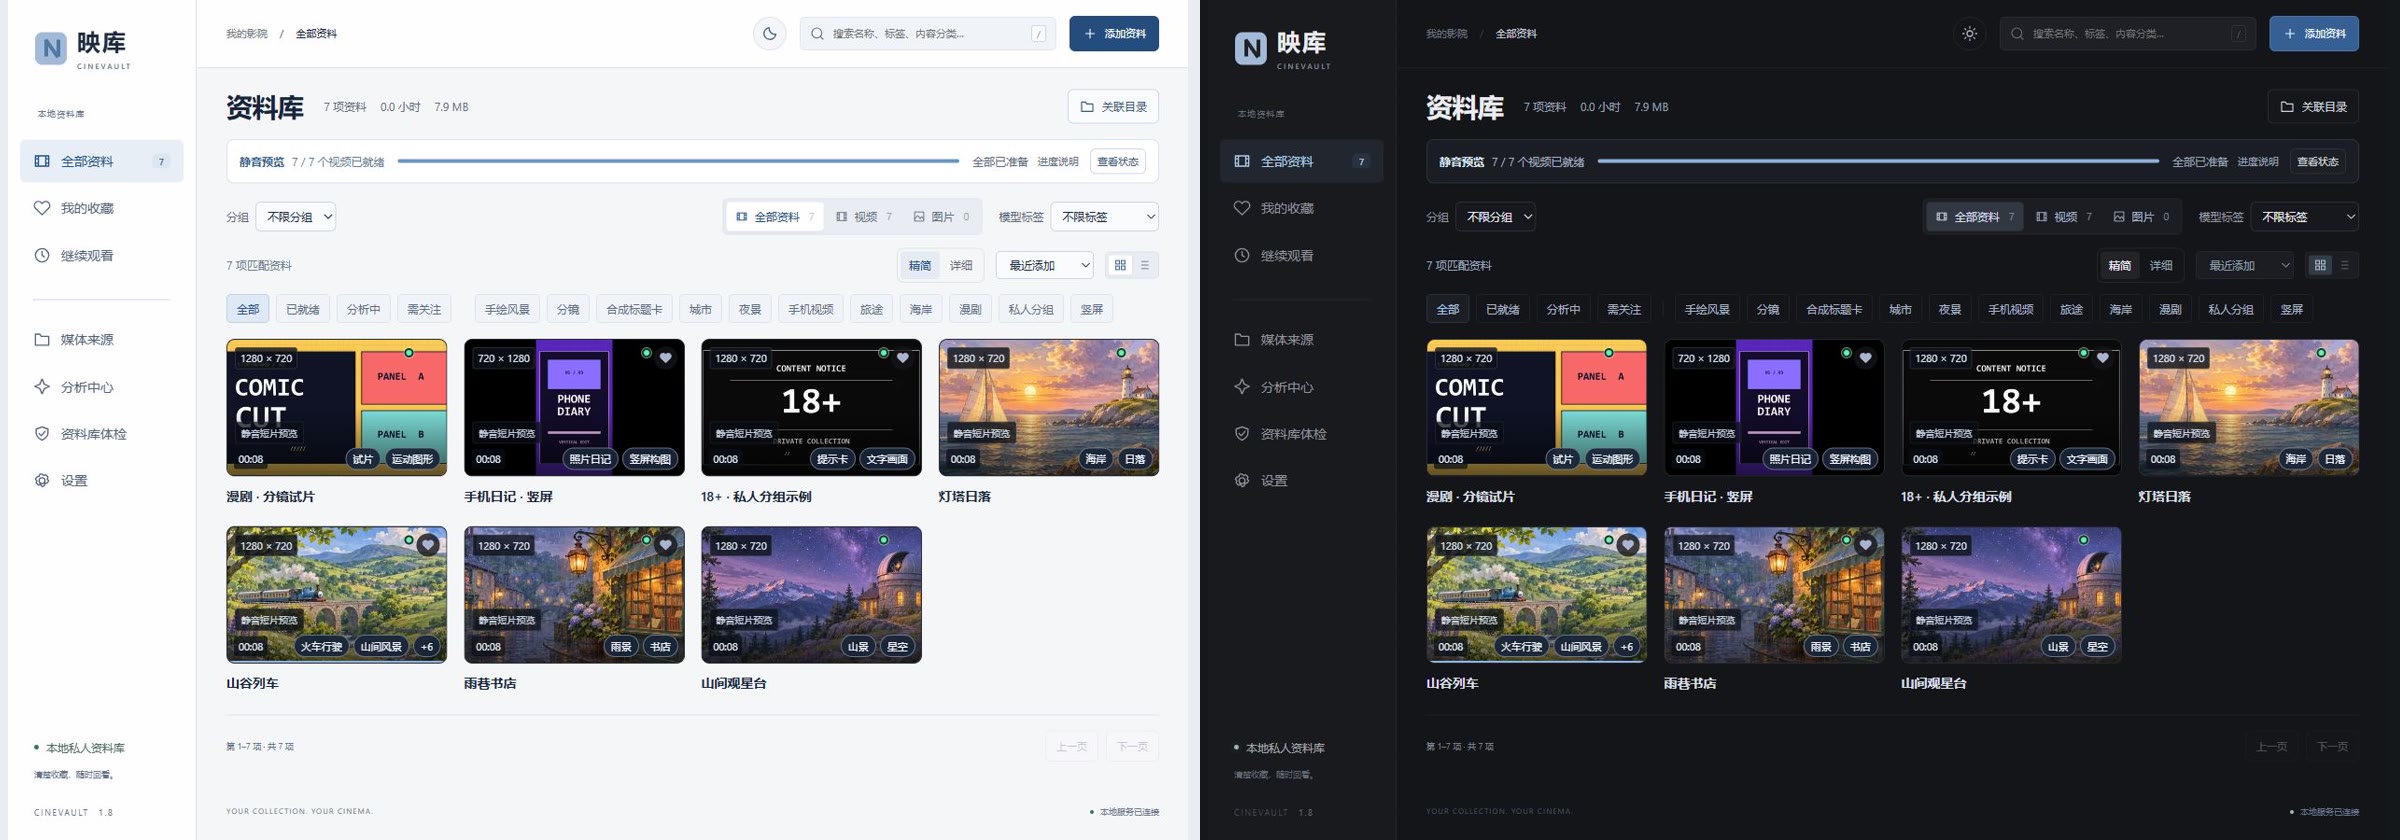 映库
CINEVAULT
本地资料库
全部资料 7
我的收藏
继续观看
媒体来源
分析中心
资料库体检
设置
本地私人资料库
清楚收藏，随时回看。
CINEVAULT 1.8
我的影院 / 全部资料
搜索名称、标签、内容分类... /
添加资料
资料库 7 项资料 0.0 小时 7.9 MB
关联目录
静音预览 7 / 7 个视频已就绪 全部已准备 进度说明 查看状态
分组 不限分组 全部资料 7 视频 7 图片 0 模型标签 不限标签
7 项匹配资料 精简 详细 最近添加
全部 已就绪 分析中 需关注 手绘风景 分镜 合成标题卡 城市 夜景 手机视频 旅途 海岸 漫剧 私人分组 竖屏
1280 × 720
COMIC
CUT
PANEL A
PANEL B
静音短片预览
00:08 试片 运动图形
漫剧 · 分镜试片
720 × 1280
PHONE
DIARY
VERTICAL EDIT
静音短片预览
00:08 照片日记 竖屏构图
手机日记 · 竖屏
1280 × 720
CONTENT NOTICE
18+
PRIVATE COLLECTION
静音短片预览
00:08 提示卡 文字画面
18+ · 私人分组示例
1280 × 720
静音短片预览
00:08 海岸 日落
灯塔日落
1280 × 720
静音短片预览
00:08 火车行驶 山间风景 +6
山谷列车
1280 × 720
静音短片预览
00:08 雨景 书店
雨巷书店
1280 × 720
静音短片预览
00:08 山景 星空
山间观星台
第 1–7 项 · 共 7 项 上一页 下一页
YOUR COLLECTION. YOUR CINEMA. 本地服务已连接
映库
CINEVAULT
本地资料库
全部资料 7
我的收藏
继续观看
媒体来源
分析中心
资料库体检
设置
本地私人资料库
清楚收藏，随时回看。
CINEVAULT 1.8
我的影院 / 全部资料
搜索名称、标签、内容分类... /
添加资料
资料库 7 项资料 0.0 小时 7.9 MB
关联目录
静音预览 7 / 7 个视频已就绪 全部已准备 进度说明 查看状态
分组 不限分组 全部资料 7 视频 7 图片 0 模型标签 不限标签
7 项匹配资料 精简 详细 最近添加
全部 已就绪 分析中 需关注 手绘风景 分镜 合成标题卡 城市 夜景 手机视频 旅途 海岸 漫剧 私人分组 竖屏
1280 × 720
COMIC
CUT
PANEL A
PANEL B
静音短片预览
00:08 试片 运动图形
漫剧 · 分镜试片
720 × 1280
PHONE
DIARY
VERTICAL EDIT
静音短片预览
00:08 照片日记 竖屏构图
手机日记 · 竖屏
1280 × 720
CONTENT NOTICE
18+
PRIVATE COLLECTION
静音短片预览
00:08 提示卡 文字画面
18+ · 私人分组示例
1280 × 720
静音短片预览
00:08 海岸 日落
灯塔日落
1280 × 720
静音短片预览
00:08 火车行驶 山间风景 +6
山谷列车
1280 × 720
静音短片预览
00:08 雨景 书店
雨巷书店
1280 × 720
静音短片预览
00:08 山景 星空
山间观星台
第 1–7 项 · 共 7 项 上一页 下一页
YOUR COLLECTION. YOUR CINEMA. 本地服务已连接